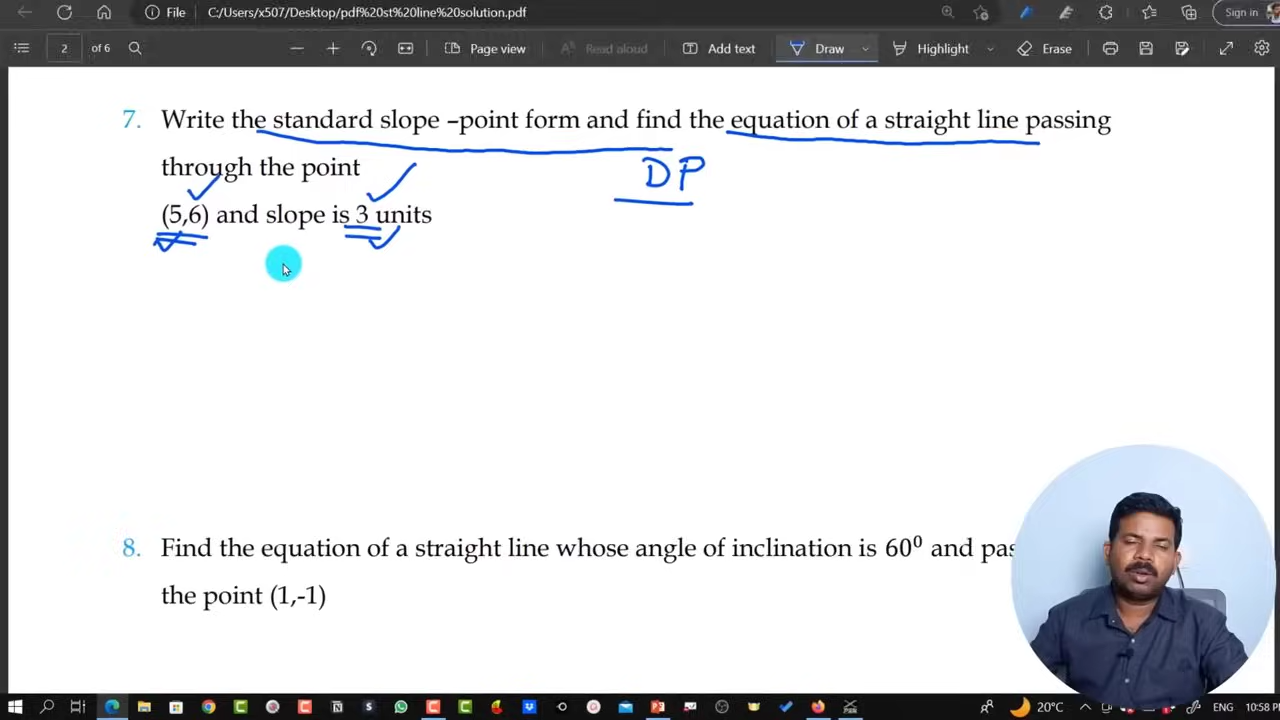 File C:/Users/x507/Desktop/pdf%20st%20line%20solution.pdf Sign in
2 of 6 Page view Read aloud Add text Draw Highlight Erase
7. Write the standard slope –point form and find the equation of a straight line passing
through the point
DP
(5,6) and slope is 3 units
8. Find the equation of a straight line whose angle of inclination is 60⁰ and pas
the point (1,-1)
20°C ENG 10:58 P